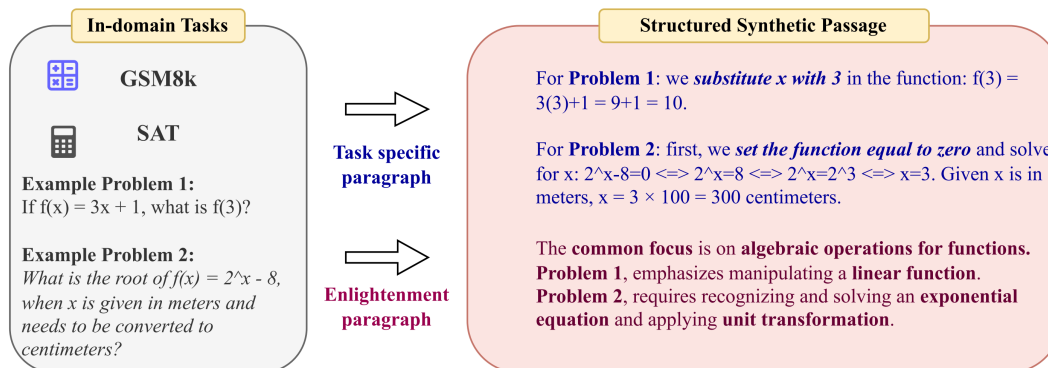 In-domain Tasks
GSM8k
SAT
Example Problem 1:
If f(x) = 3x + 1, what is f(3)?
Example Problem 2:
What is the root of f(x) = 2^x - 8,
when x is given in meters and
needs to be converted to
centimeters?
Task specific
paragraph
Enlightenment
paragraph
Structured Synthetic Passage
For Problem 1: we substitute x with 3 in the function: f(3) =
3(3)+1 = 9+1 = 10.
For Problem 2: first, we set the function equal to zero and solve
for x: 2^x-8=0 <=> 2^x=8 <=> 2^x=2^3 <=> x=3. Given x is in
meters, x = 3 × 100 = 300 centimeters.
The common focus is on algebraic operations for functions.
Problem 1, emphasizes manipulating a linear function.
Problem 2, requires recognizing and solving an exponential
equation and applying unit transformation.